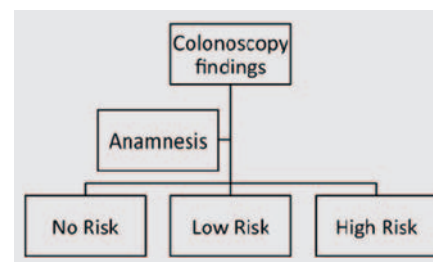 Colonoscopy
findings
Anamnesis
No Risk
Low Risk
High Risk